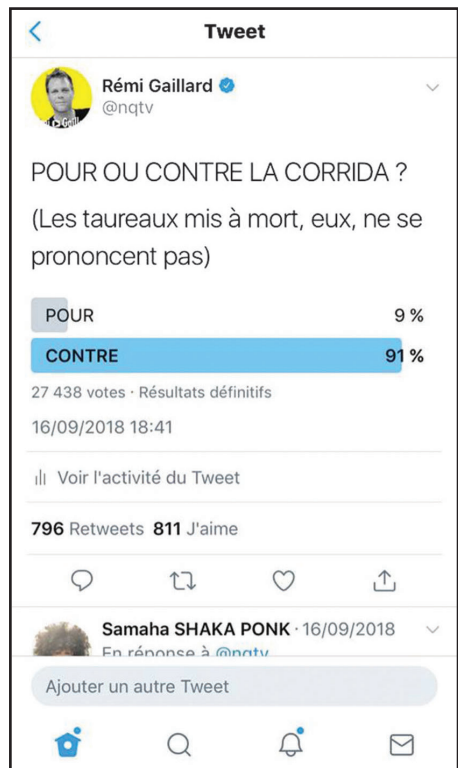 Tweet
Rémi Gaillard
@nqtv
POUR OU CONTRE LA CORRIDA ?
(Les taureaux mis à mort, eux, ne se
prononcent pas)
POUR 9 %
CONTRE 91 %
27 438 votes · Résultats définitifs
16/09/2018 18:41
Voir l'activité du Tweet
796 Retweets 811 J'aime
Samaha SHAKA PONK · 16/09/2018
En réponse à @nqtv
Ajouter un autre Tweet